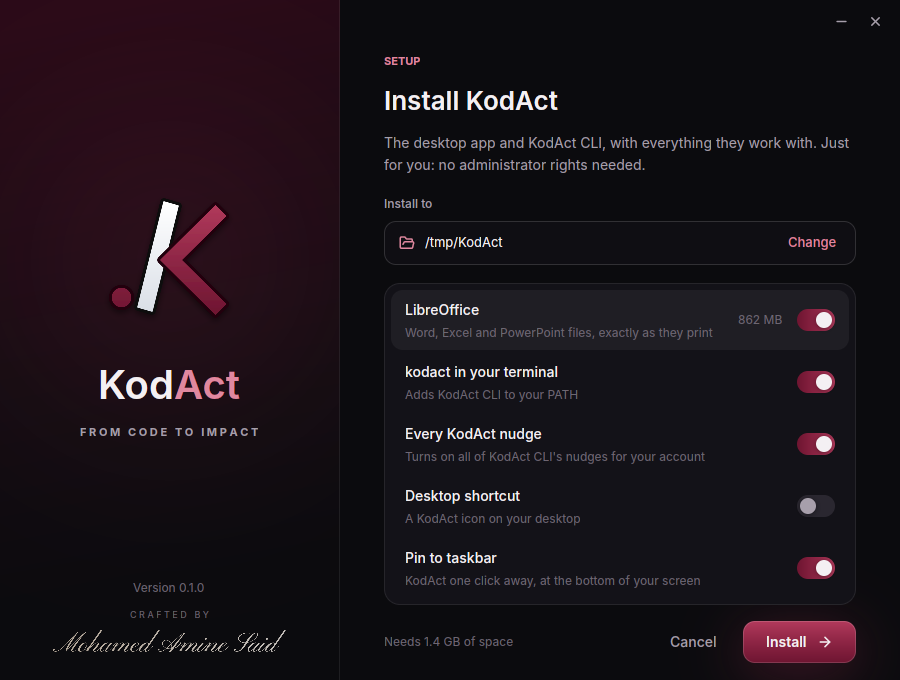 KodAct
FROM CODE TO IMPACT
Version 0.1.0
CRAFTED BY
Mohamed Amine Said
SETUP
Install KodAct
The desktop app and KodAct CLI, with everything they work with. Just
for you: no administrator rights needed.
Install to
/tmp/KodAct
Change
LibreOffice
Word, Excel and PowerPoint files, exactly as they print
862 MB
kodact in your terminal
Adds KodAct CLI to your PATH
Every KodAct nudge
Turns on all of KodAct CLI's nudges for your account
Desktop shortcut
A KodAct icon on your desktop
Pin to taskbar
KodAct one click away, at the bottom of your screen
Needs 1.4 GB of space
Cancel
Install